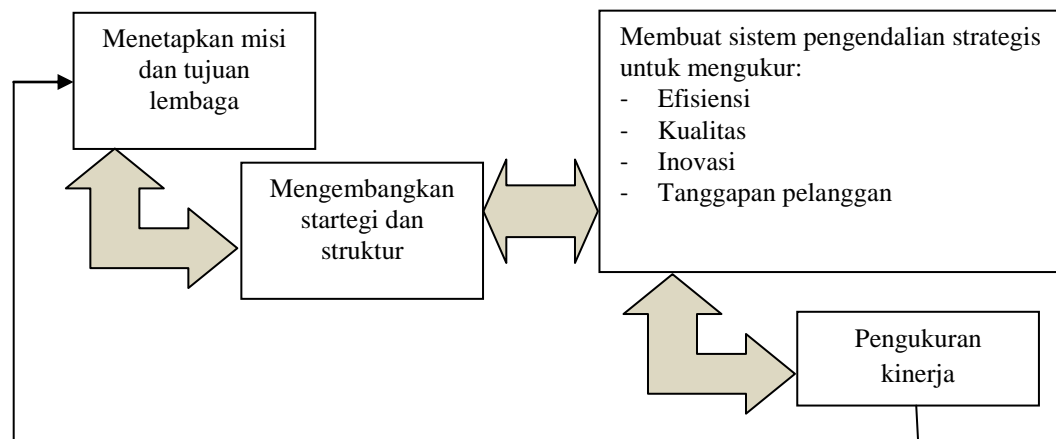 Menetapkan misi
dan tujuan
lembaga
Mengembangkan
startegi dan
struktur
Membuat sistem pengendalian strategis
untuk mengukur:
- Efisiensi
- Kualitas
- Inovasi
- Tanggapan pelanggan
Pengukuran
kinerja